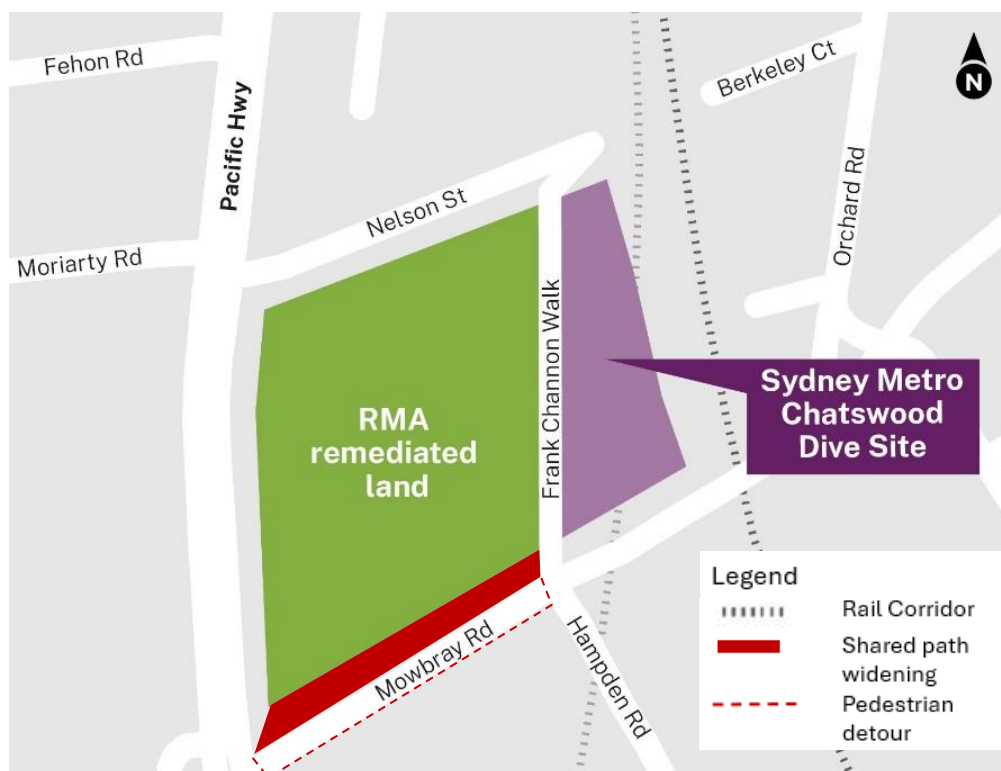 Fehon Rd
Pacific Hwy
Berkeley Ct
N
Nelson St
Orchard Rd
Moriarty Rd
Frank Channon Walk
Sydney Metro
Chatswood
Dive Site
RMA
remediated
land
Mowbray Rd
Hampden Rd
Legend
Rail Corridor
Shared path
widening
Pedestrian
detour